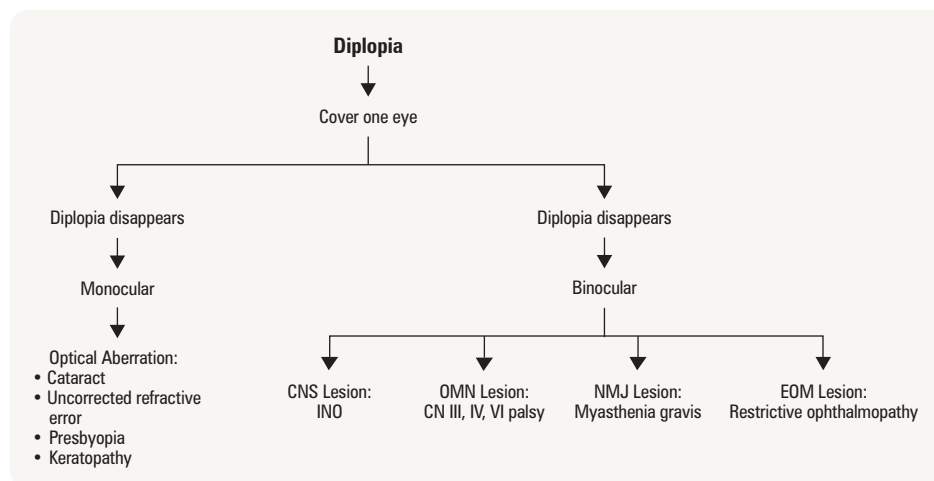 Diplopia
Cover one eye
Diplopia disappears
Diplopia disappears
Monocular
Binocular
Optical Aberration:
• Cataract
• Uncorrected refractive
error
• Presbyopia
• Keratopathy
CNS Lesion:
INO
OMN Lesion:
CN III, IV, VI palsy
NMJ Lesion:
Myasthenia gravis
EOM Lesion:
Restrictive ophthalmopathy